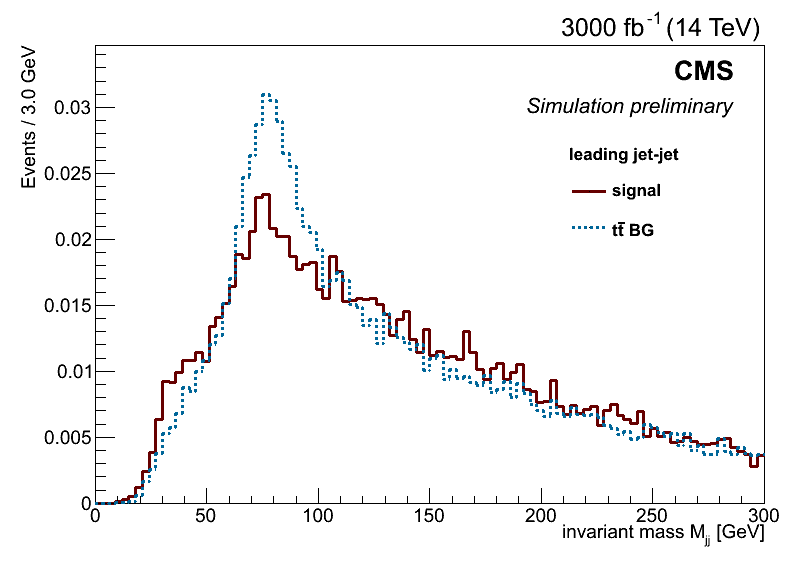 3000 fb-1 (14 TeV)
CMS
Simulation preliminary
leading jet-jet
signal
tt̄ BG
Events / 3.0 GeV
0.03
0.025
0.02
0.015
0.01
0.005
0
50
100
150
200
250
300
invariant mass Mjj [GeV]